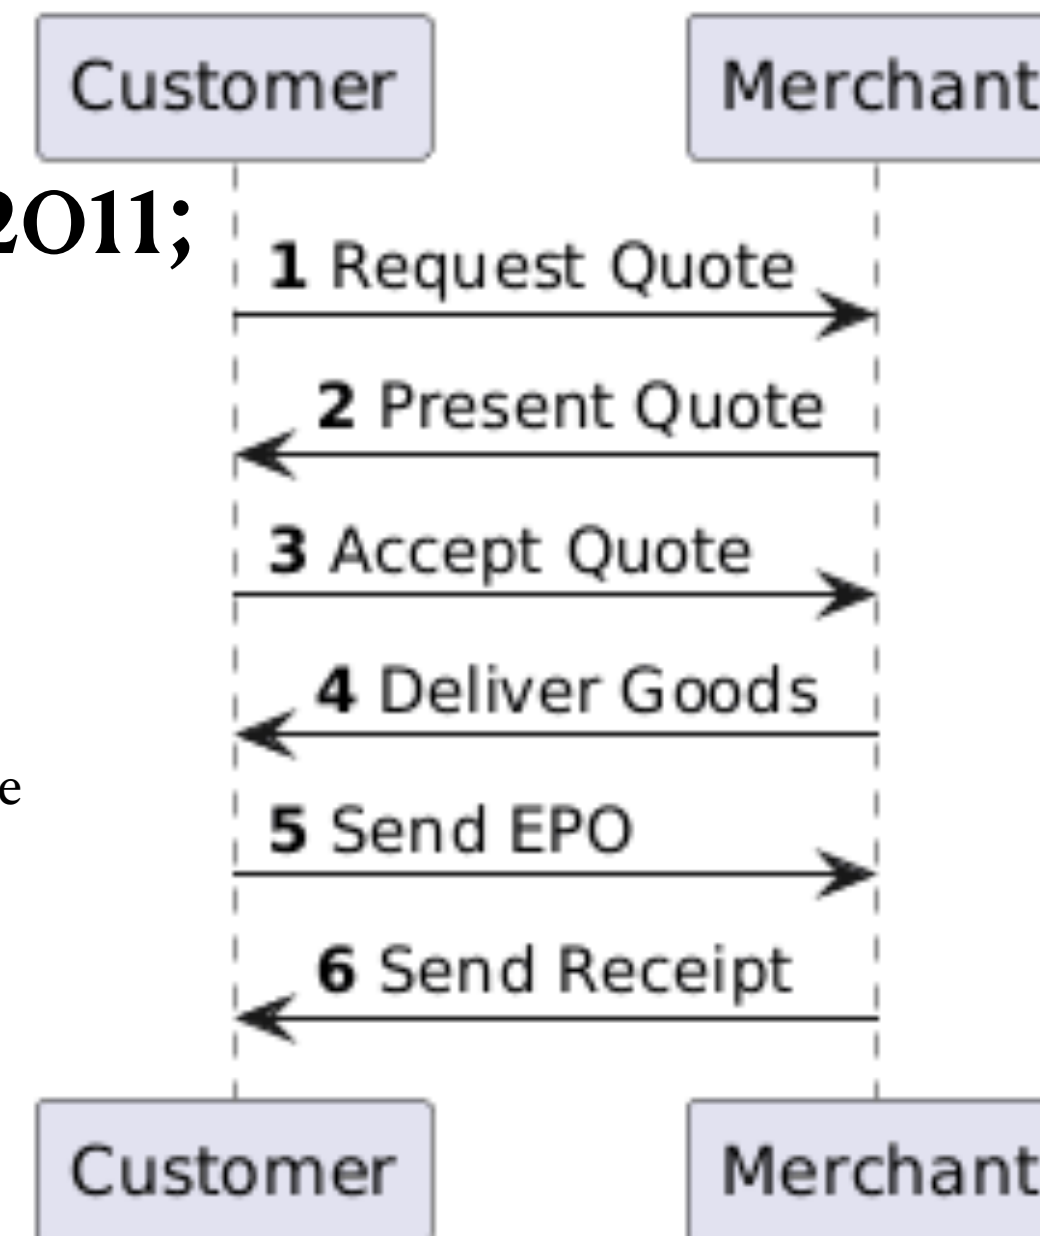 Customer Merchant
2011;
1 Request Quote
2 Present Quote
3 Accept Quote
4 Deliver Goods
e
5 Send EPO
6 Send Receipt
Customer Merchant